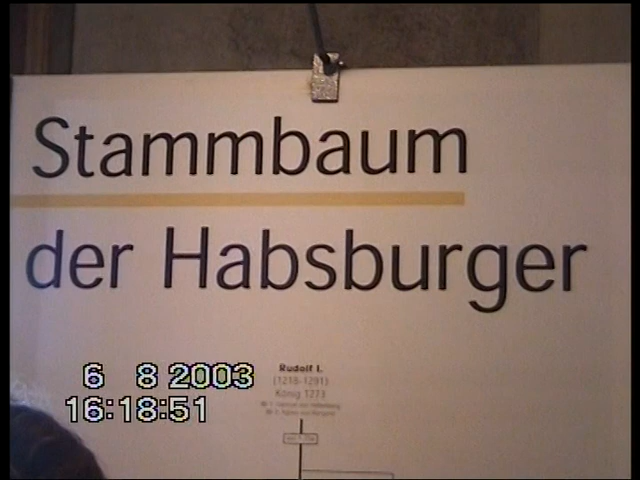 Stammbaum
der Habsburger
Rudolf I.
(1218-1291)
König 1273
6 8 2003
16:18:51